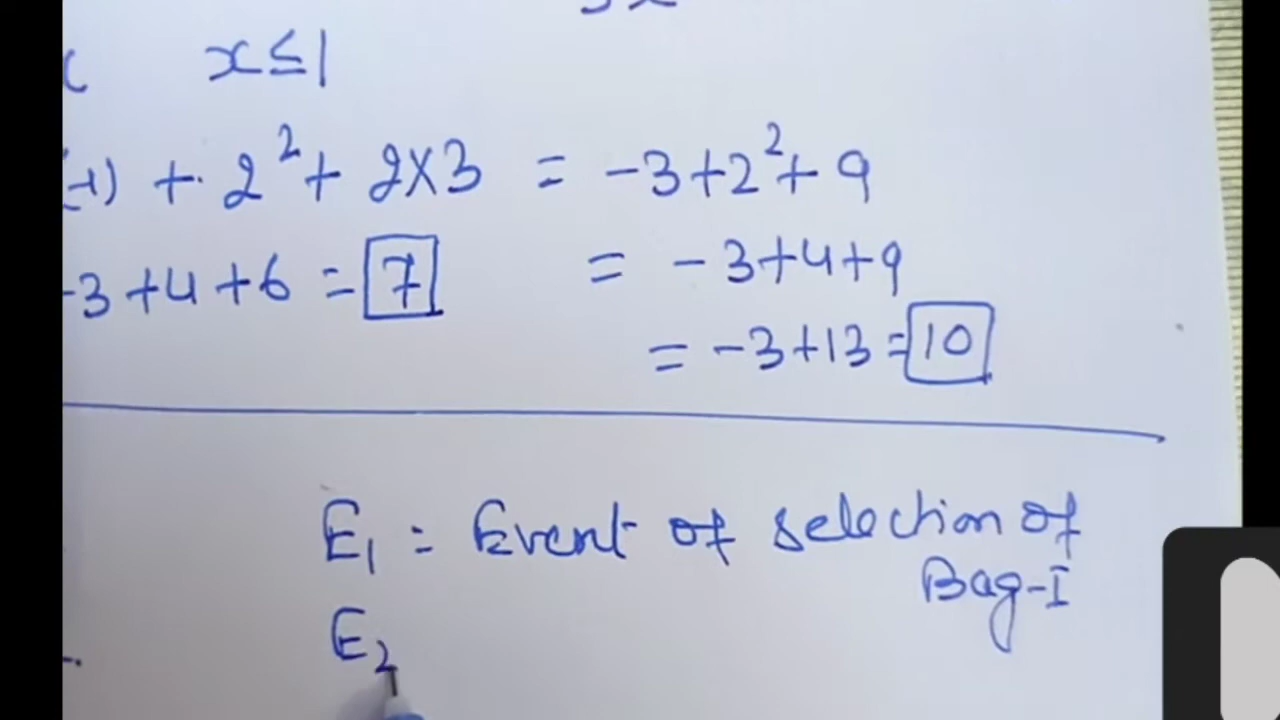 x ≤ 1
(-1) + 2² + 2×3 = -3+2²+9
-3+4+6 = 7 = -3+4+9
= -3+13 = 10
E₁ = Event of selection of
Bag-I
E₂